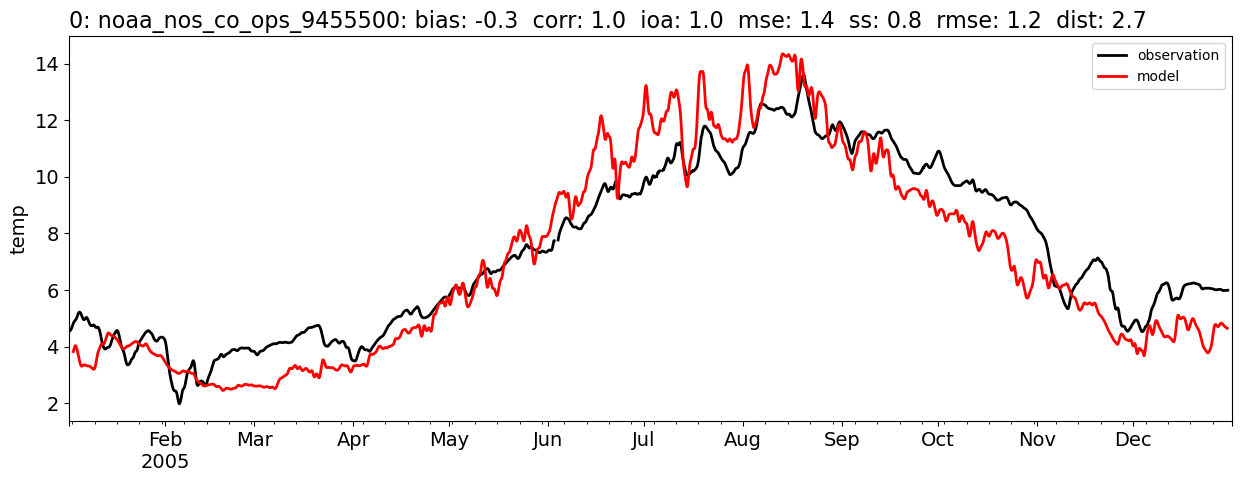 0: noaa_nos_co_ops_9455500: bias: -0.3  corr: 1.0  ioa: 1.0  mse: 1.4  ss: 0.8  rmse: 1.2  dist: 2.7
observation
model
temp
14
12
10
8
6
4
2
Feb Mar Apr May Jun Jul Aug Sep Oct Nov Dec
2005